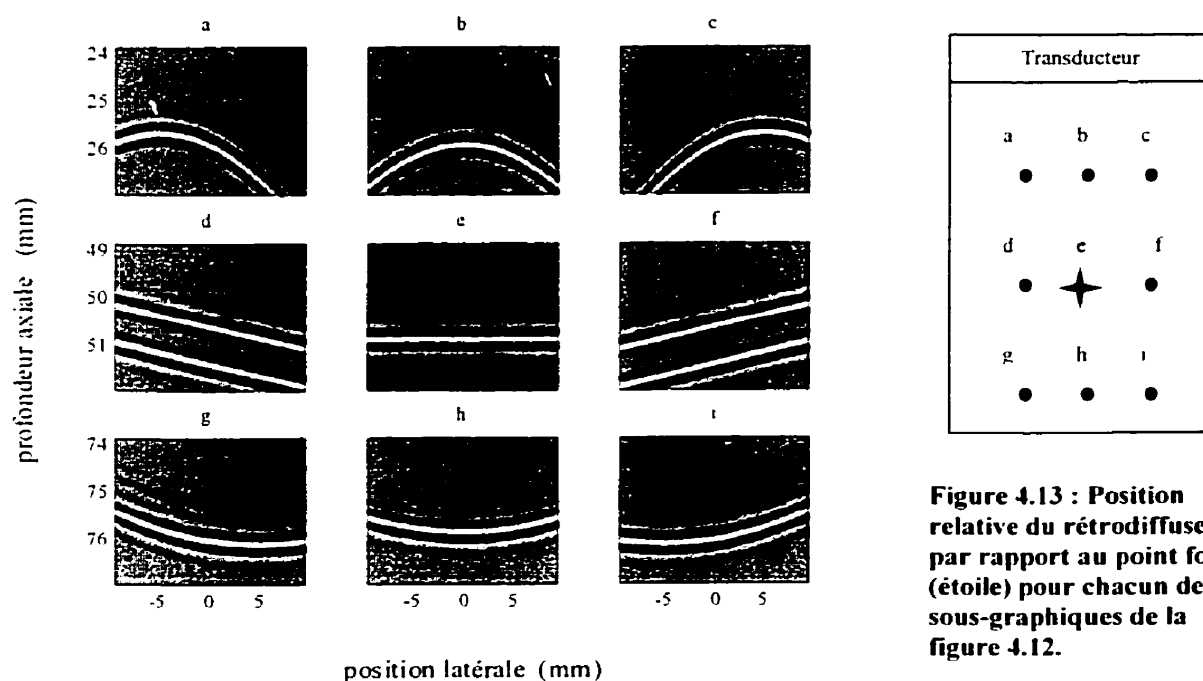 a b c
24
25
26
d e f
49
50
51
g h ı
74
75
76
-5 0 5 -5 0 5 -5 0 5
profondeur axiale (mm)
position latérale (mm)
Transducteur
a b c
d e f
g h ı
Figure 4.13 : Position
relative du rétrodiffuse
par rapport au point fo
(étoile) pour chacun de
sous-graphiques de la
figure 4.12.